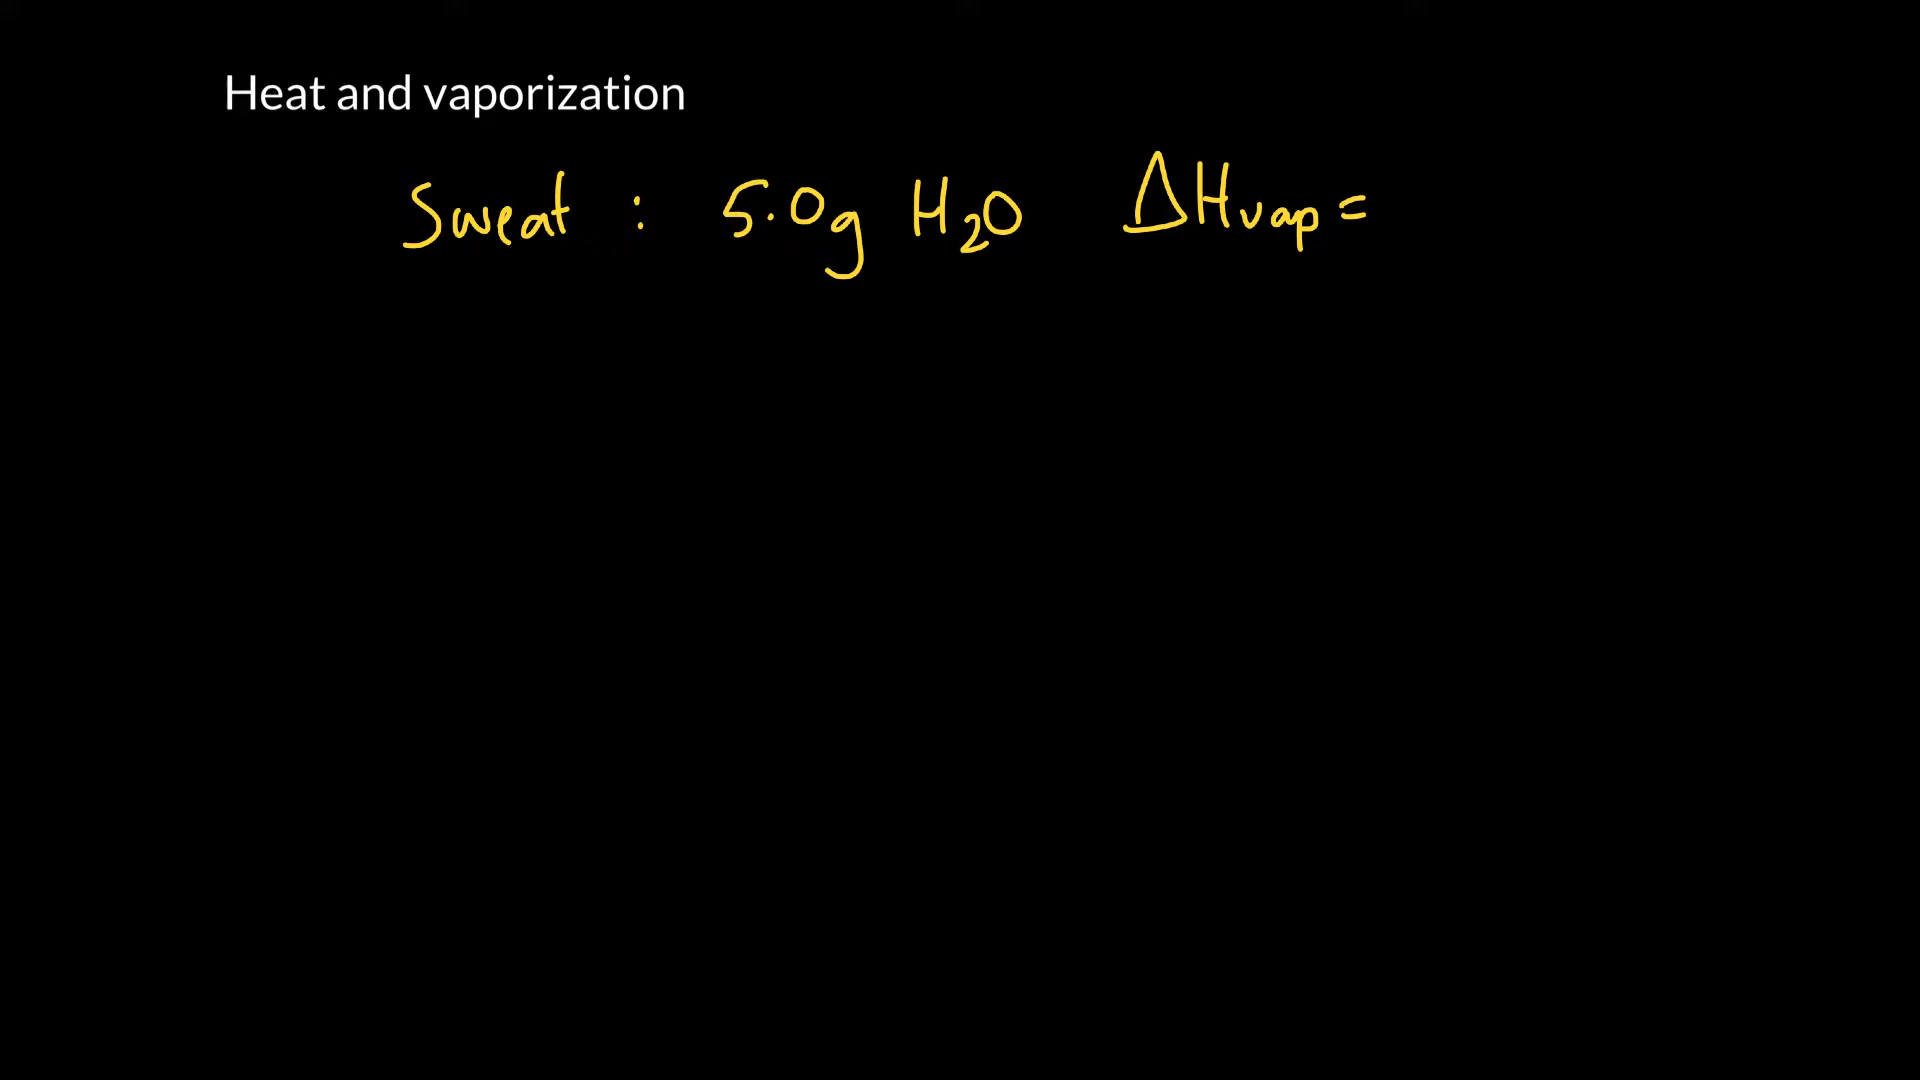 Heat and vaporization
Sweat : 5.0g H₂O ΔHvap =